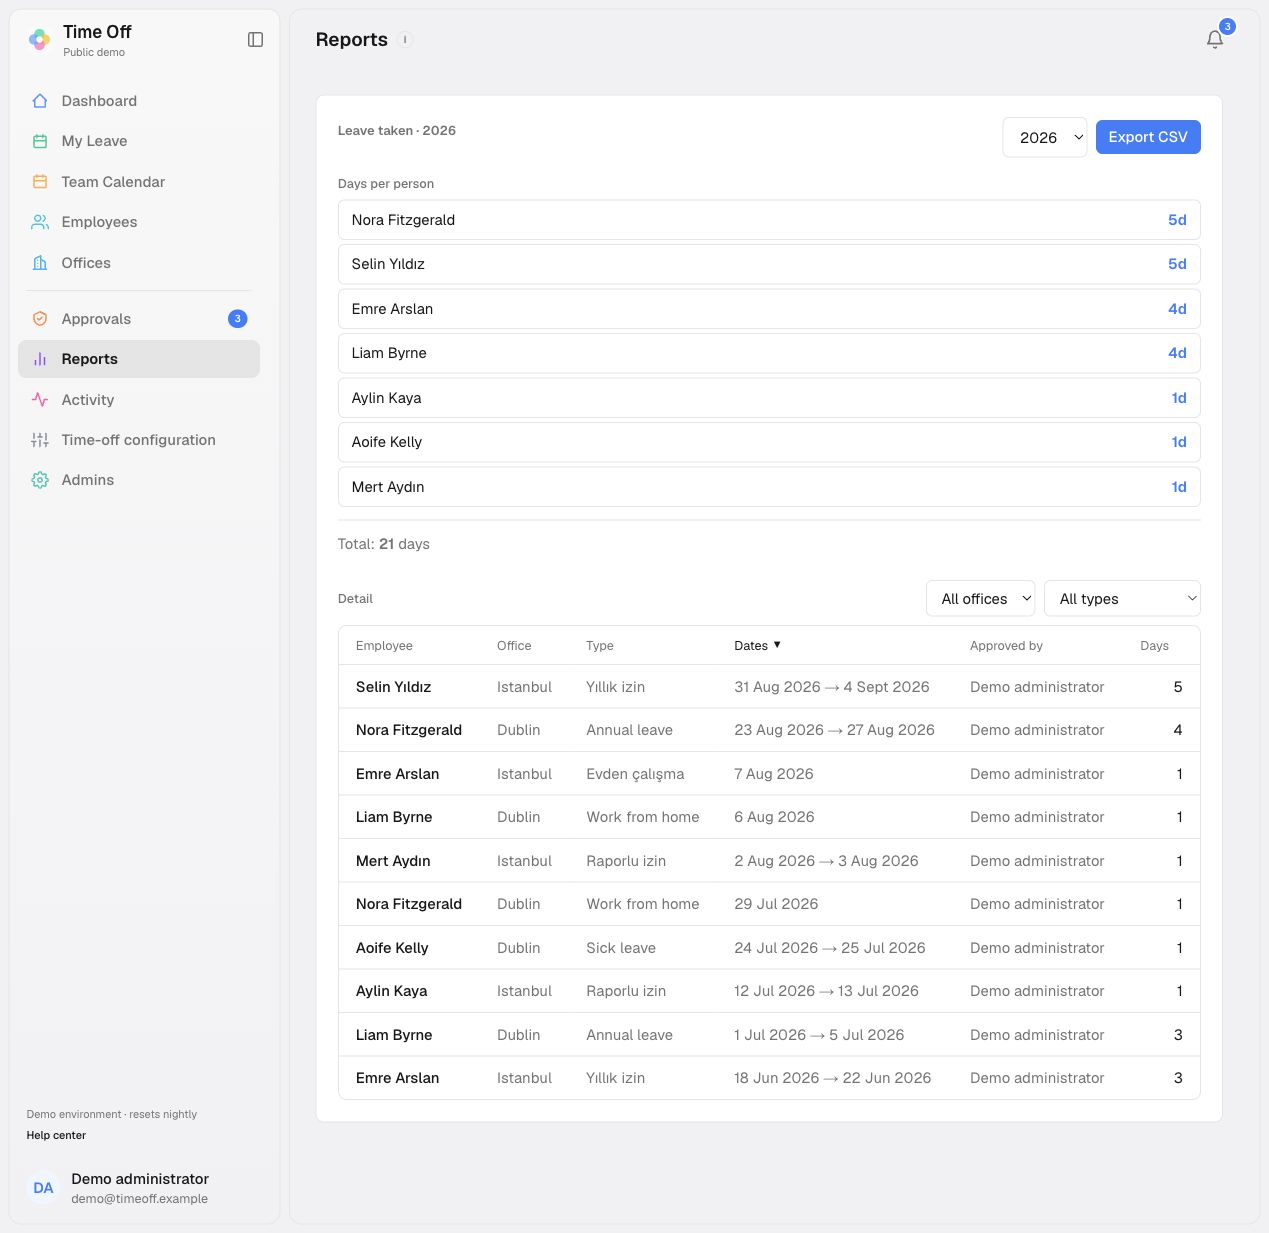 Time Off
Public demo
Dashboard
My Leave
Team Calendar
Employees
Offices
Approvals 3
Reports
Activity
Time-off configuration
Admins
Demo environment · resets nightly
Help center
DA
Demo administrator
demo@timeoff.example
Reports i
3
Leave taken · 2026
2026
Export CSV
Days per person
Nora Fitzgerald 5d
Selin Yıldız 5d
Emre Arslan 4d
Liam Byrne 4d
Aylin Kaya 1d
Aoife Kelly 1d
Mert Aydın 1d
Total: 21 days
Detail
All offices
All types
Employee Office Type Dates ▼ Approved by Days
Selin Yıldız Istanbul Yıllık izin 31 Aug 2026 → 4 Sept 2026 Demo administrator 5
Nora Fitzgerald Dublin Annual leave 23 Aug 2026 → 27 Aug 2026 Demo administrator 4
Emre Arslan Istanbul Evden çalışma 7 Aug 2026 Demo administrator 1
Liam Byrne Dublin Work from home 6 Aug 2026 Demo administrator 1
Mert Aydın Istanbul Raporlu izin 2 Aug 2026 → 3 Aug 2026 Demo administrator 1
Nora Fitzgerald Dublin Work from home 29 Jul 2026 Demo administrator 1
Aoife Kelly Dublin Sick leave 24 Jul 2026 → 25 Jul 2026 Demo administrator 1
Aylin Kaya Istanbul Raporlu izin 12 Jul 2026 → 13 Jul 2026 Demo administrator 1
Liam Byrne Dublin Annual leave 1 Jul 2026 → 5 Jul 2026 Demo administrator 3
Emre Arslan Istanbul Yıllık izin 18 Jun 2026 → 22 Jun 2026 Demo administrator 3